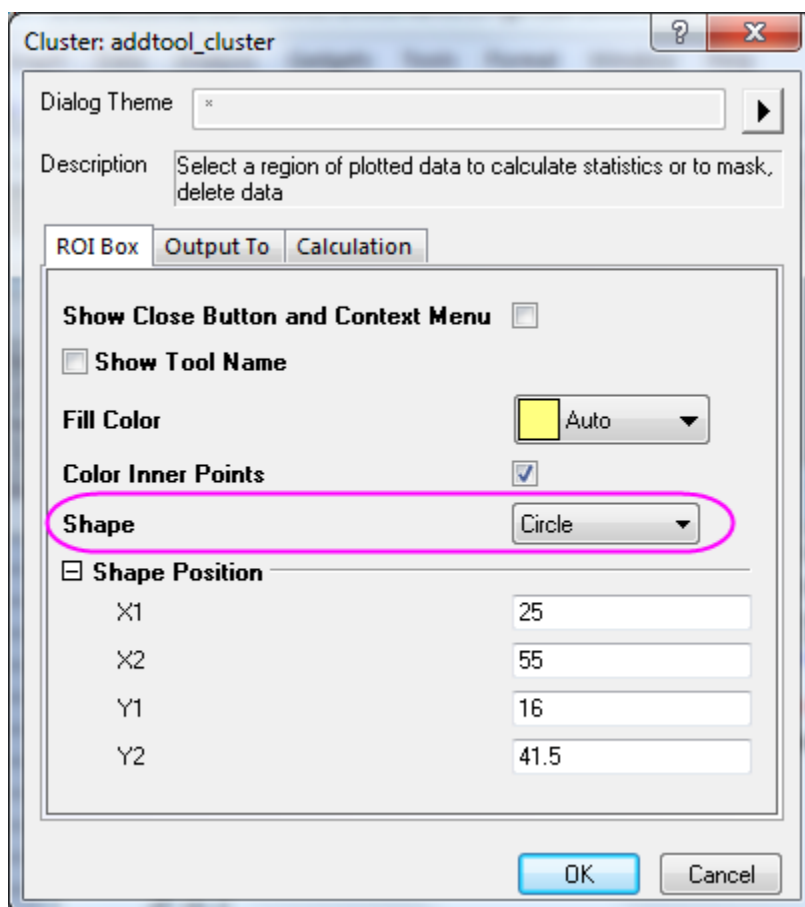 Cluster: addtool_cluster
Dialog Theme
*
Description
Select a region of plotted data to calculate statistics or to mask,
delete data
ROI Box
Output To
Calculation
Show Close Button and Context Menu
Show Tool Name
Fill Color
Auto
Color Inner Points
Shape
Circle
Shape Position
X1
25
X2
55
Y1
16
Y2
41.5
OK
Cancel